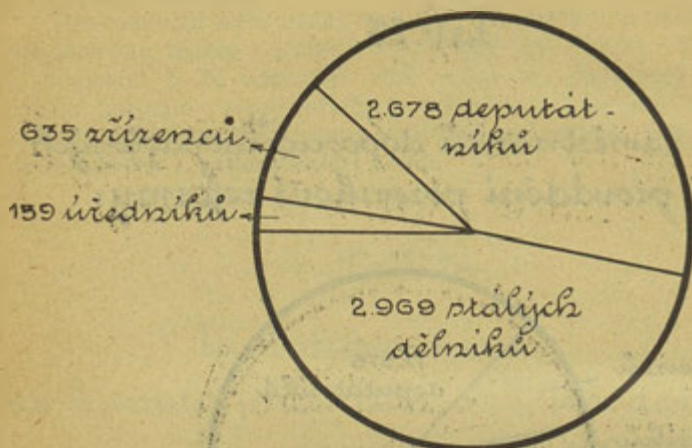 2.678 deputát-
níků
635 zřízenců
159 úředníků
2.969 stálých
dělníků